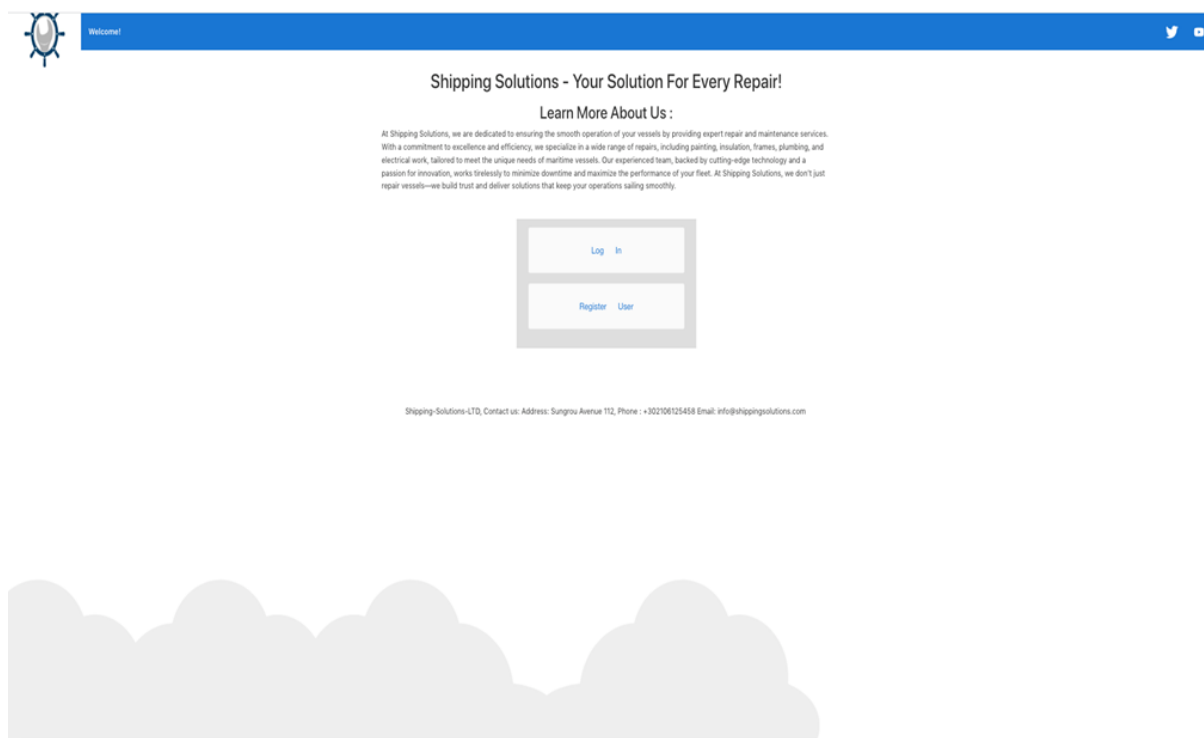 Welcome!
Shipping Solutions - Your Solution For Every Repair!
Learn More About Us :
At Shipping Solutions, we are dedicated to ensuring the smooth operation of your vessels by providing expert repair and maintenance services.
With a commitment to excellence and efficiency, we specialize in a wide range of repairs, including painting, insulation, frames, plumbing, and
electrical work, tailored to meet the unique needs of maritime vessels. Our experienced team, backed by cutting-edge technology and a
passion for innovation, works tirelessly to minimize downtime and maximize the performance of your fleet. At Shipping Solutions, we don't just
repair vessels—we build trust and deliver solutions that keep your operations sailing smoothly.
Log In
Register User
Shipping-Solutions-LTD, Contact us: Address: Sungrou Avenue 112, Phone : +302106125458 Email: info@shippingsolutions.com